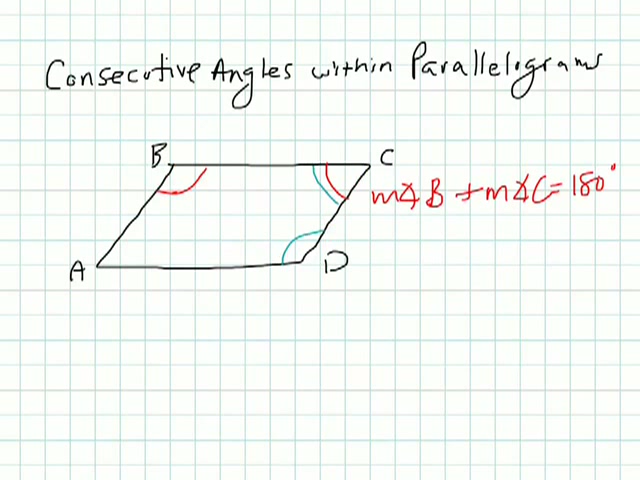 Consecutive Angles within Parallelograms
B
C
m∡B + m∡C = 180°
A
D